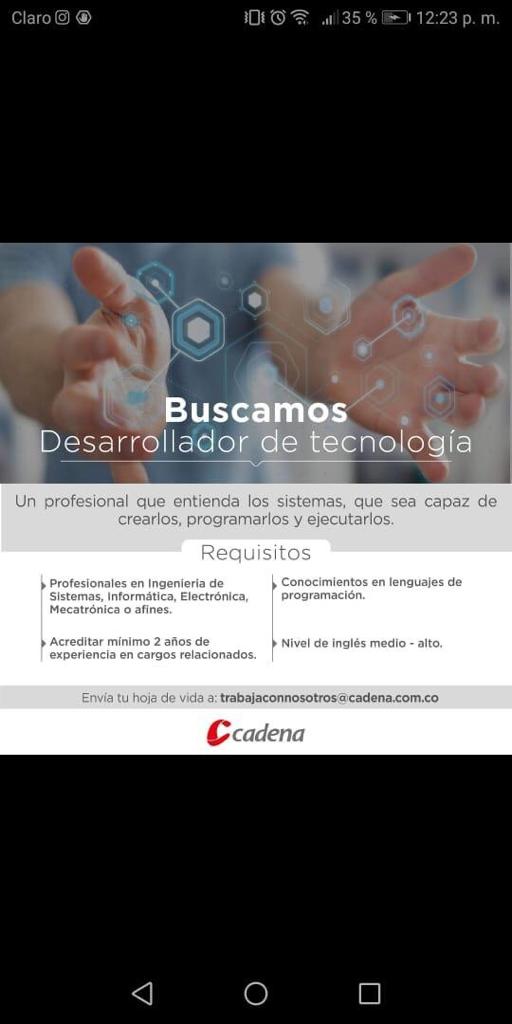 Claro 35 % 12:23 p. m.
Buscamos
Desarrollador de tecnología
Un profesional que entienda los sistemas, que sea capaz de
crearlos, programarlos y ejecutarlos.
Requisitos
Profesionales en Ingenieria de
Sistemas, Informática, Electrónica,
Mecatrónica o afines.
Acreditar mínimo 2 años de
experiencia en cargos relacionados.
Conocimientos en lenguajes de
programación.
Nivel de inglés medio - alto.
Envía tu hoja de vida a: trabajaconnosotros@cadena.com.co
cadena